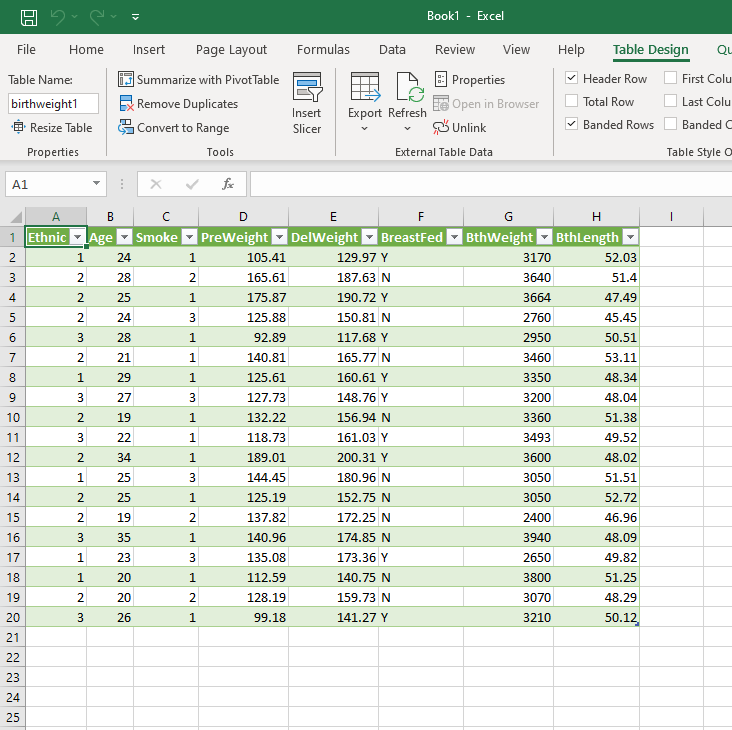 Book1 - Excel
File Home Insert Page Layout Formulas Data Review View Help Table Design Qu
Table Name:
birthweight1
Resize Table
Properties
Summarize with PivotTable
Remove Duplicates
Convert to Range
Insert
Slicer
Tools
Export
Refresh
Properties
Open in Browser
Unlink
External Table Data
Header Row
Total Row
Banded Rows
First Colu
Last Colu
Banded C
Table Style O
A1
fx
A B C D E F G H I
1 Ethnic Age Smoke PreWeight DelWeight BreastFed BthWeight BthLength
2 1 24 1 105.41 129.97 Y 3170 52.03
3 2 28 2 165.61 187.63 N 3640 51.4
4 2 25 1 175.87 190.72 Y 3664 47.49
5 2 24 3 125.88 150.81 N 2760 45.45
6 3 28 1 92.89 117.68 Y 2950 50.51
7 2 21 1 140.81 165.77 N 3460 53.11
8 1 29 1 125.61 160.61 Y 3350 48.34
9 3 27 3 127.73 148.76 Y 3200 48.04
10 2 19 1 132.22 156.94 N 3360 51.38
11 3 22 1 118.73 161.03 Y 3493 49.52
12 2 34 1 189.01 200.31 Y 3600 48.02
13 1 25 3 144.45 180.96 N 3050 51.51
14 2 25 1 125.19 152.75 N 3050 52.72
15 2 19 2 137.82 172.25 N 2400 46.96
16 3 35 1 140.96 174.85 N 3940 48.09
17 1 23 3 135.08 173.36 Y 2650 49.82
18 1 20 1 112.59 140.75 N 3800 51.25
19 2 20 2 128.19 159.73 N 3070 48.29
20 3 26 1 99.18 141.27 Y 3210 50.12
21
22
23
24
25